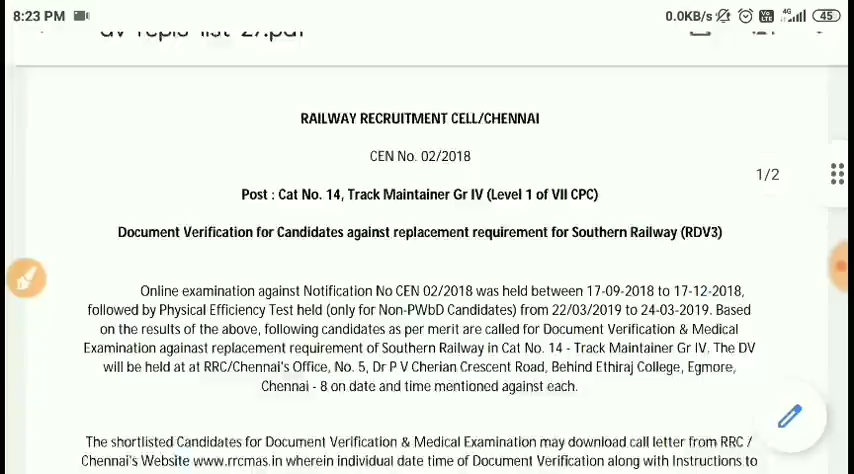 8:23 PM
0.0KB/s
Vo LTE
4G
45
RAILWAY RECRUITMENT CELL/CHENNAI
CEN No. 02/2018
1/2
Post : Cat No. 14, Track Maintainer Gr IV (Level 1 of VII CPC)
Document Verification for Candidates against replacement requirement for Southern Railway (RDV3)
Online examination against Notification No CEN 02/2018 was held between 17-09-2018 to 17-12-2018,
followed by Physical Efficiency Test held (only for Non-PWbD Candidates) from 22/03/2019 to 24-03-2019. Based
on the results of the above, following candidates as per merit are called for Document Verification & Medical
Examination againast replacement requirement of Southern Railway in Cat No. 14 - Track Maintainer Gr IV. The DV
will be held at at RRC/Chennai's Office, No. 5, Dr P V Cherian Crescent Road, Behind Ethiraj College, Egmore,
Chennai - 8 on date and time mentioned against each.
The shortlisted Candidates for Document Verification & Medical Examination may download call letter from RRC /
Chennai's Website www.rrcmas.in wherein individual date time of Document Verification along with Instructions to